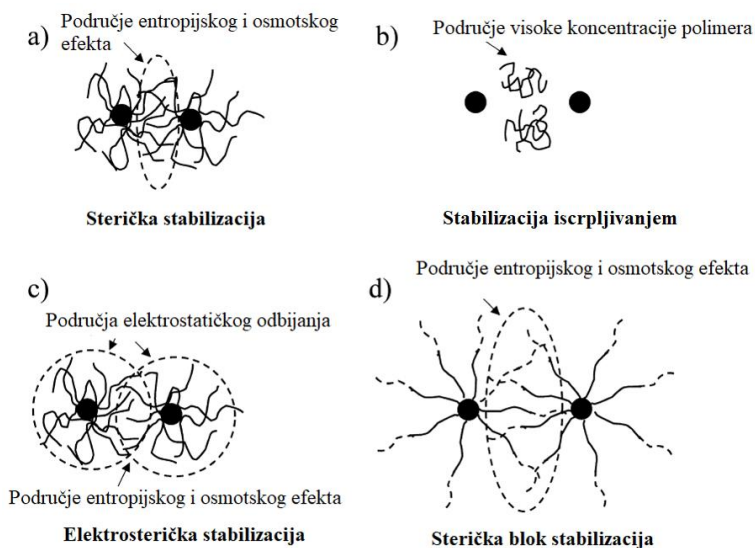 a)
Područje entropijskog i osmotskog
efekta
Sterička stabilizacija
b)
Područje visoke koncentracije polimera
Stabilizacija iscrpljivanjem
c)
Područja elektrostatičkog odbijanja
Područje entropijskog i osmotskog efekta
Elektrosterička stabilizacija
d)
Područje entropijskog i osmotskog efekta
Sterička blok stabilizacija